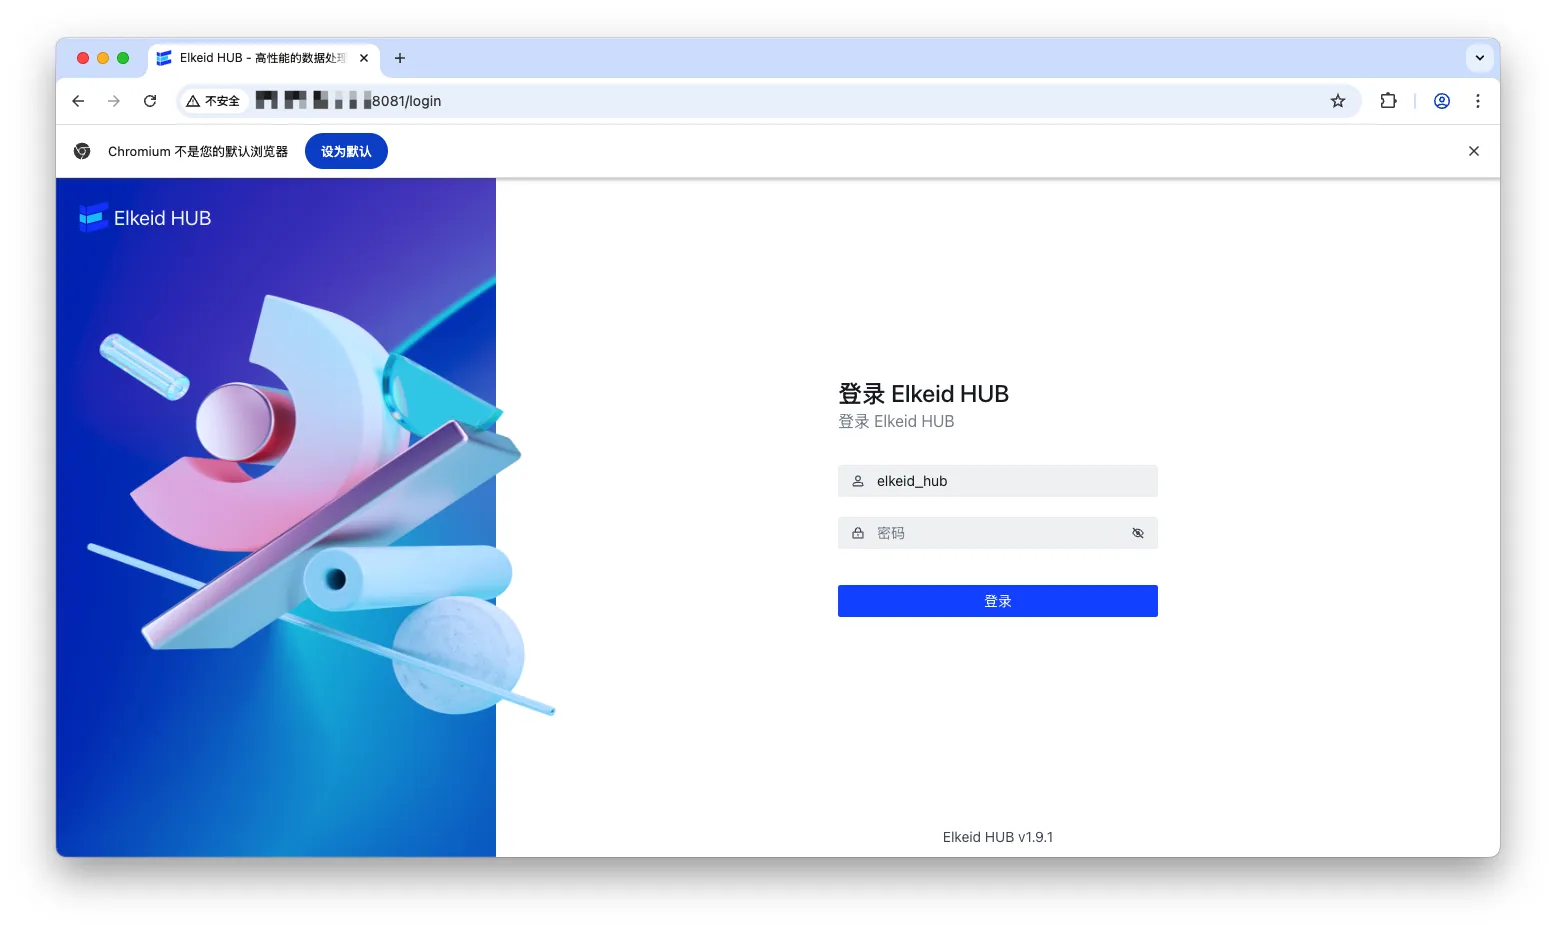 Elkeid HUB - 高性能的数据处理
不安全
8081/login
Chromium 不是您的默认浏览器
设为默认
Elkeid HUB
登录 Elkeid HUB
登录 Elkeid HUB
elkeid_hub
密码
登录
Elkeid HUB v1.9.1